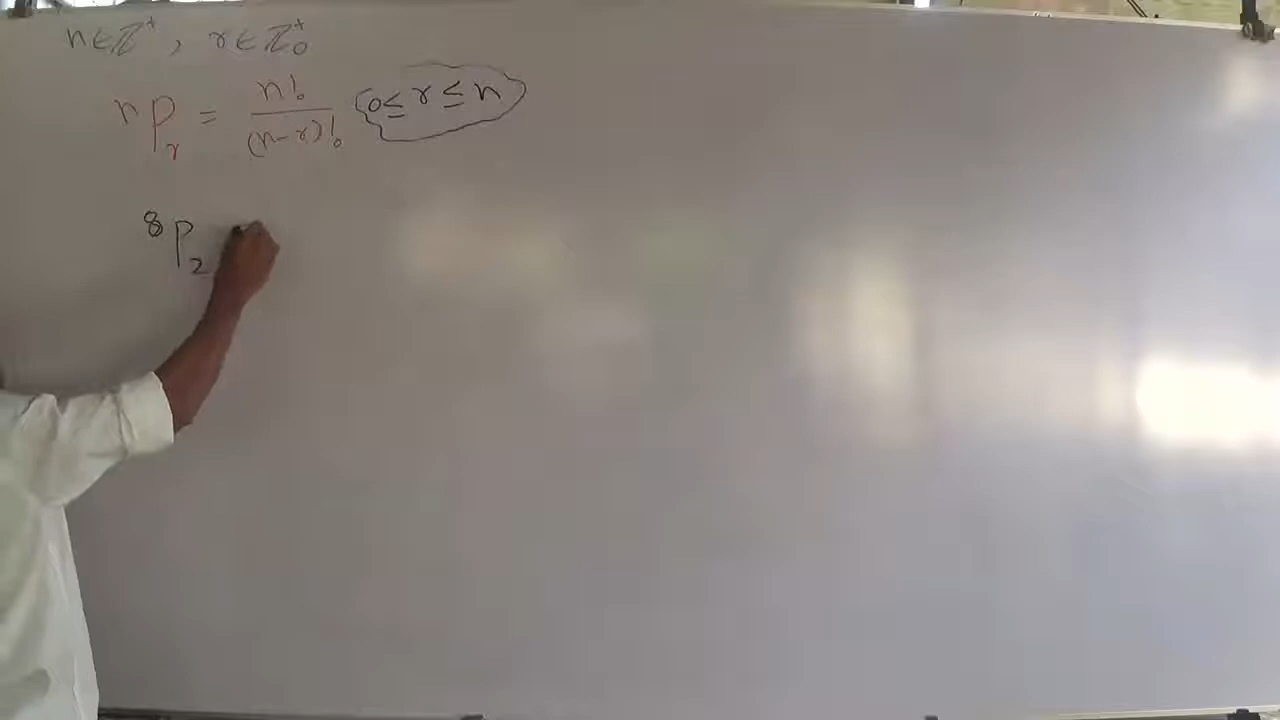 n ∈ ℤ⁺ , r ∈ ℤ₀⁺
ⁿPᵣ = n! / (n-r)! (0 ≤ r ≤ n)
⁸P₂